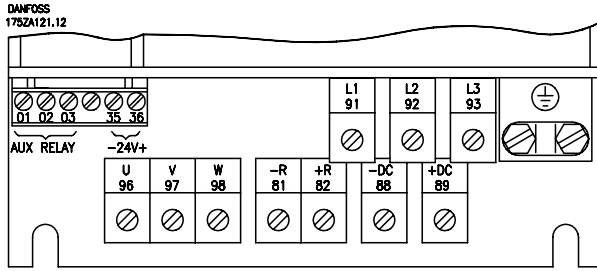 DANFOSS
175ZA121.12
01 02 03 35 36
AUX RELAY -24V+
L1 L2 L3
91 92 93
U V W -R +R -DC +DC
96 97 98 81 82 88 89